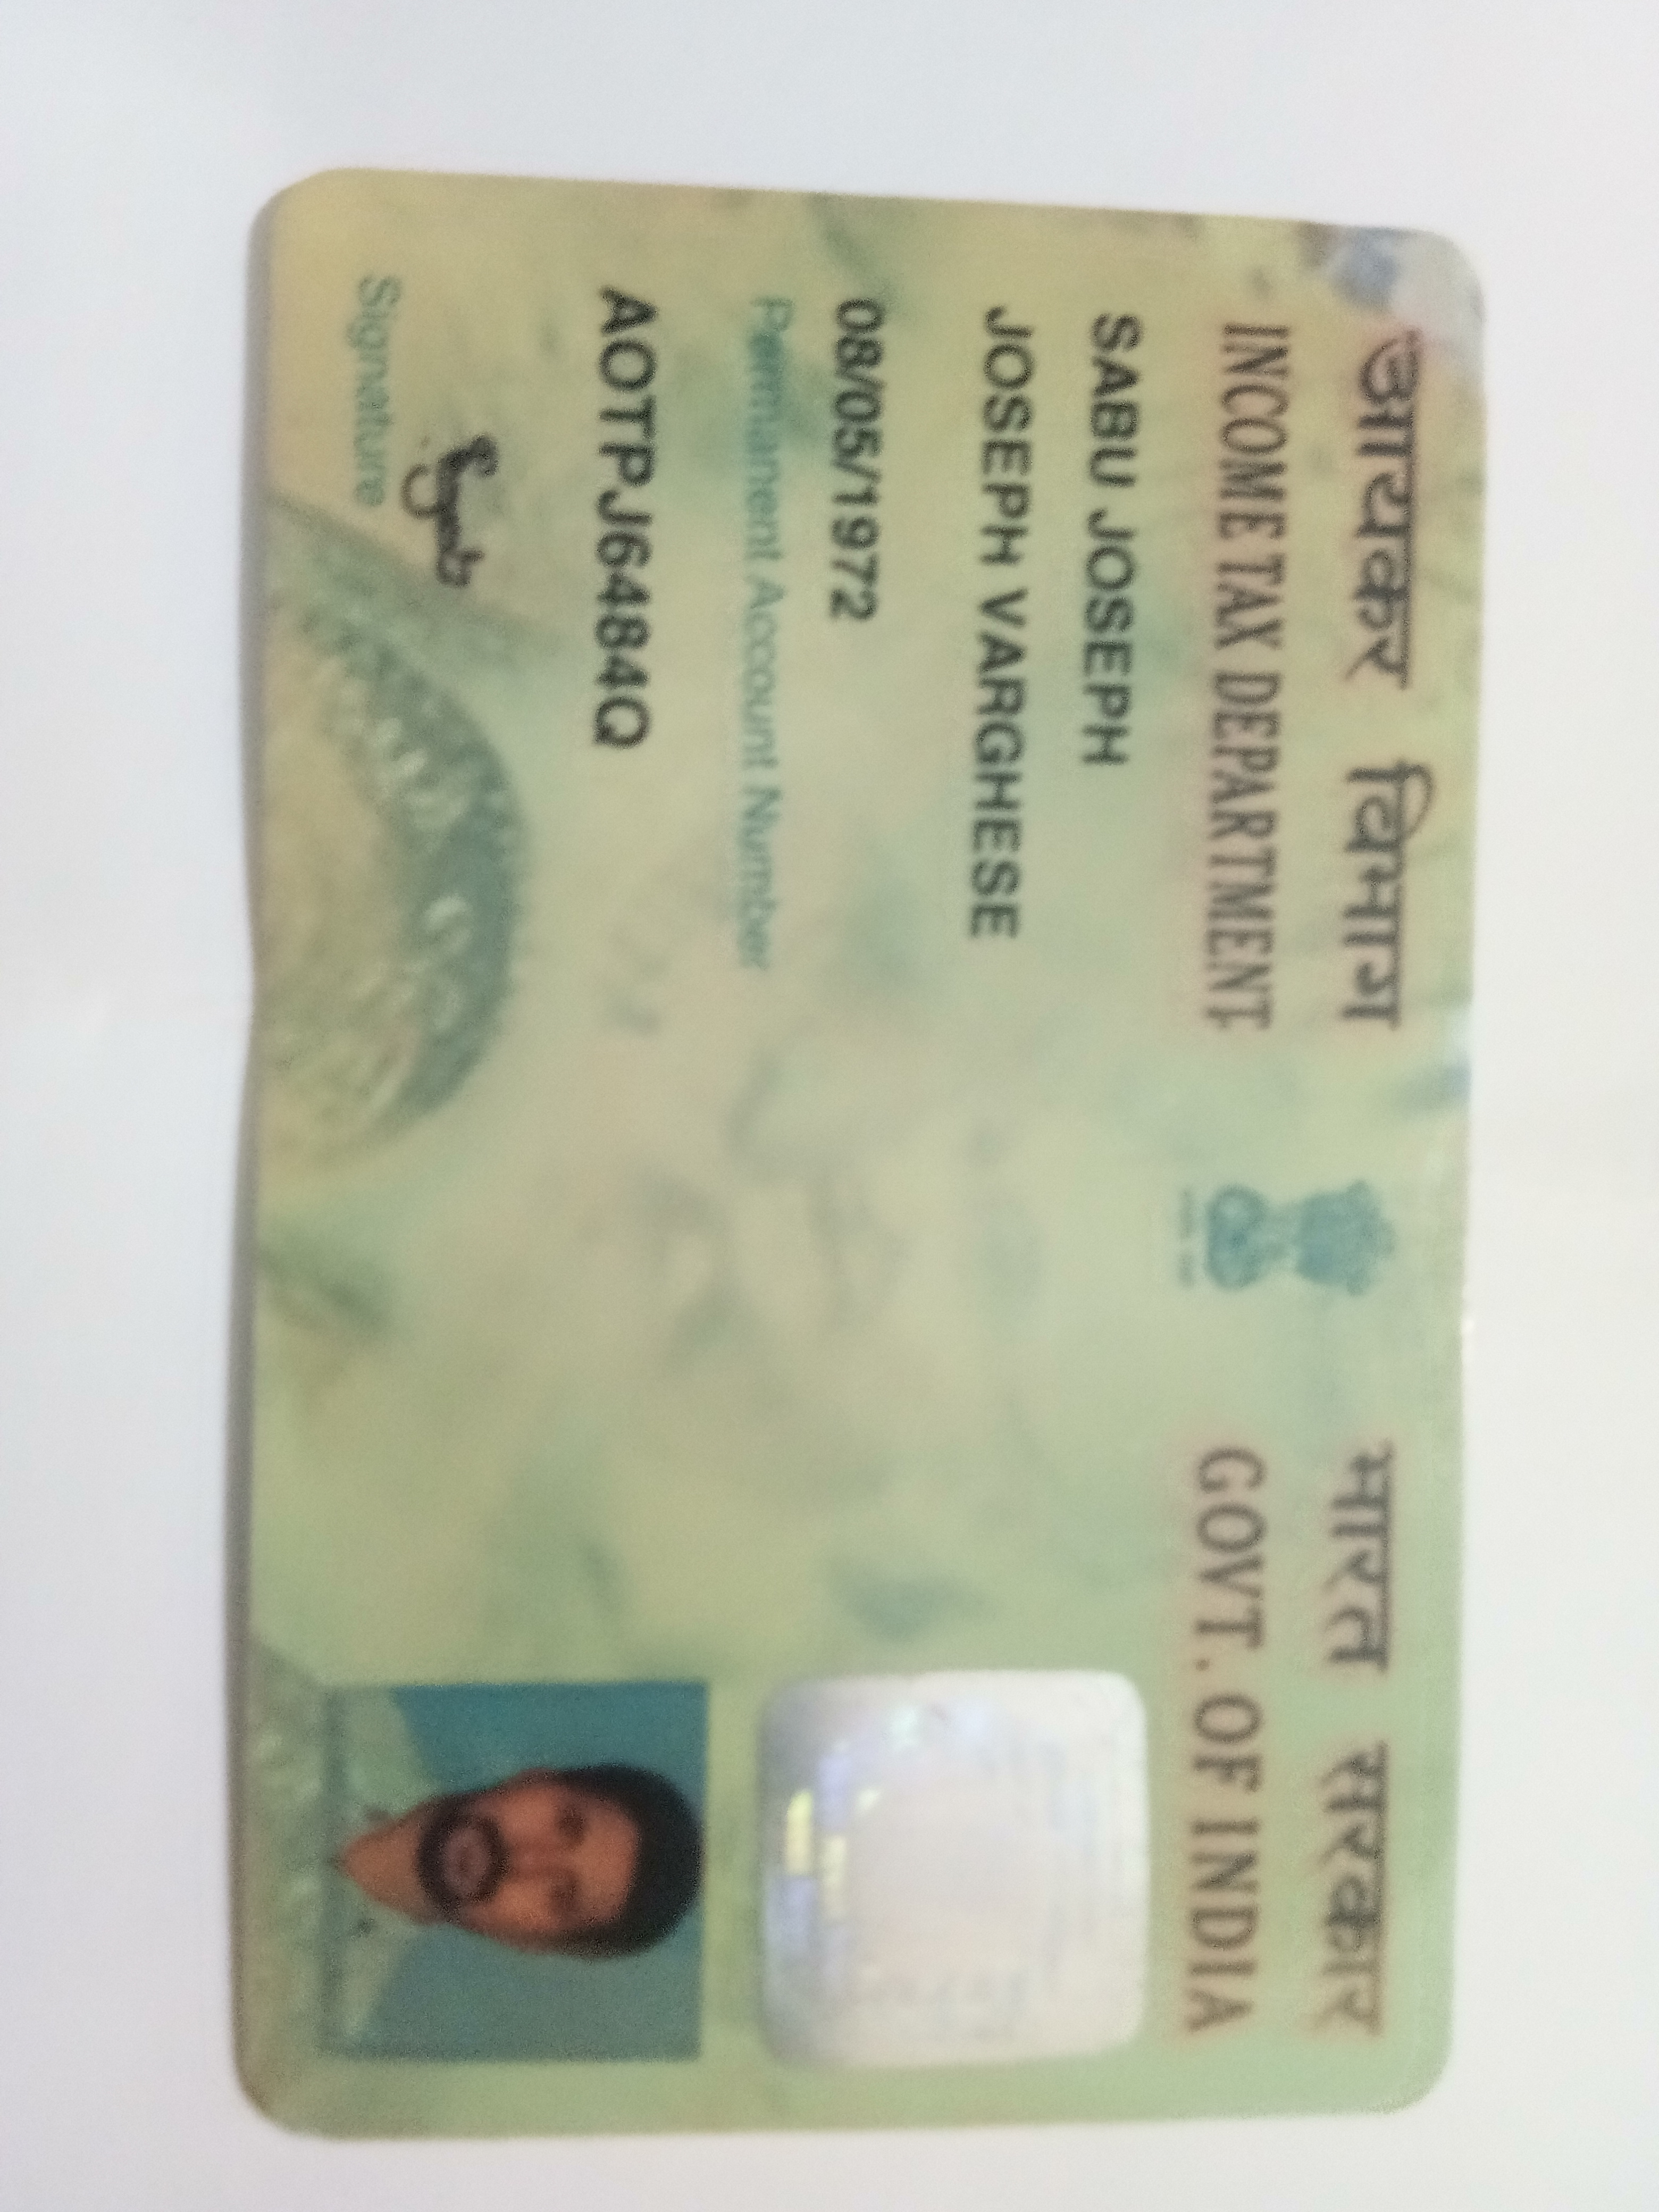 आयकर विभाग
INCOME TAX DEPARTMENT
भारत सरकार
GOVT. OF INDIA
SABU JOSEPH
JOSEPH VARGHESE
08/05/1972
Permanent Account Number
AOTPJ6484Q
Signature